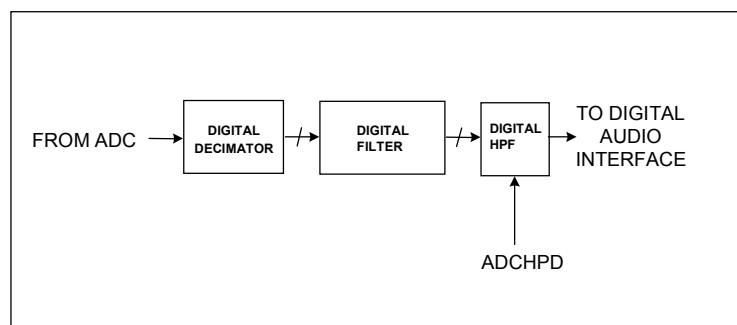 FROM ADC
DIGITAL
DECIMATOR
DIGITAL
FILTER
DIGITAL
HPF
TO DIGITAL
AUDIO
INTERFACE
ADCHPD